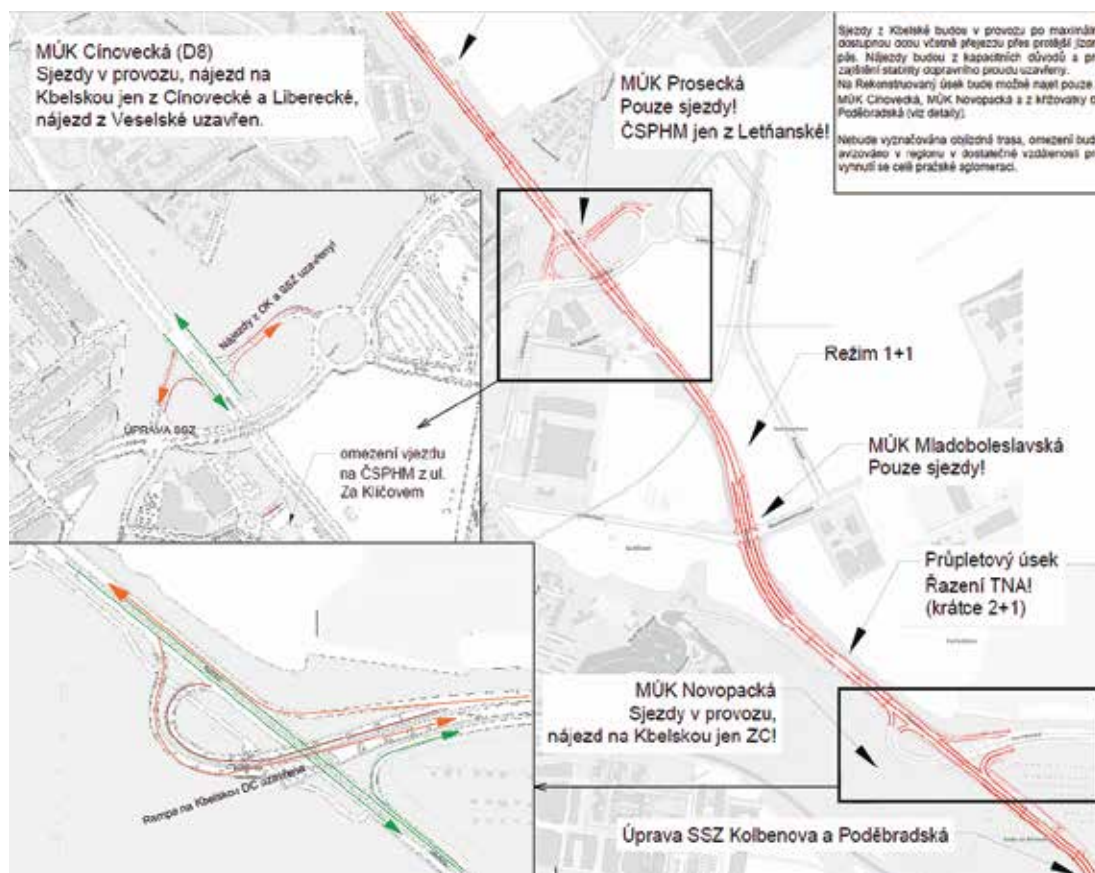 MÚK Cínovecká (D8)
Sjezdy v provozu, nájezd na
Kbelskou jen z Cínovecké a Liberecké,
nájezd z Veselské uzavřen.
MÚK Prosecká
Pouze sjezdy!
ČSPHM jen z Letňanské!
Sjezdy z Kbelské budou v provozu po maximáln
dostupnou dobu včetně přejezdu přes protější jízdn
pás. Nájezdy budou z kapacitních důvodů a pr
zajištění stability dopravního proudu uzavřeny.
Na Rekonstruovaný úsek bude možné najet pouze
MÚK Cínovecká, MÚK Novopacká a z křižovatky
Poděbradská (viz detaily).
Nebude vyznačována objízdná trasa, omezení bud
avizováno v regionu v dostatečné vzdálenosti pr
vyhnutí se celé pražské aglomeraci.
Nájezdy z OK a SSZ uzavřeny!
ÚPRAVA SSZ
omezení vjezdu
na ČSPHM z ul.
Za Klíčovem
Režim 1+1
MÚK Mladoboleslavská
Pouze sjezdy!
Průpletový úsek
Řazení TNA!
(krátce 2+1)
MÚK Novopacká
Sjezdy v provozu,
nájezd na Kbelskou jen ZC!
Rampa na Kbelskou DC uzavřena
Úprava SSZ Kolbenova a Poděbradská